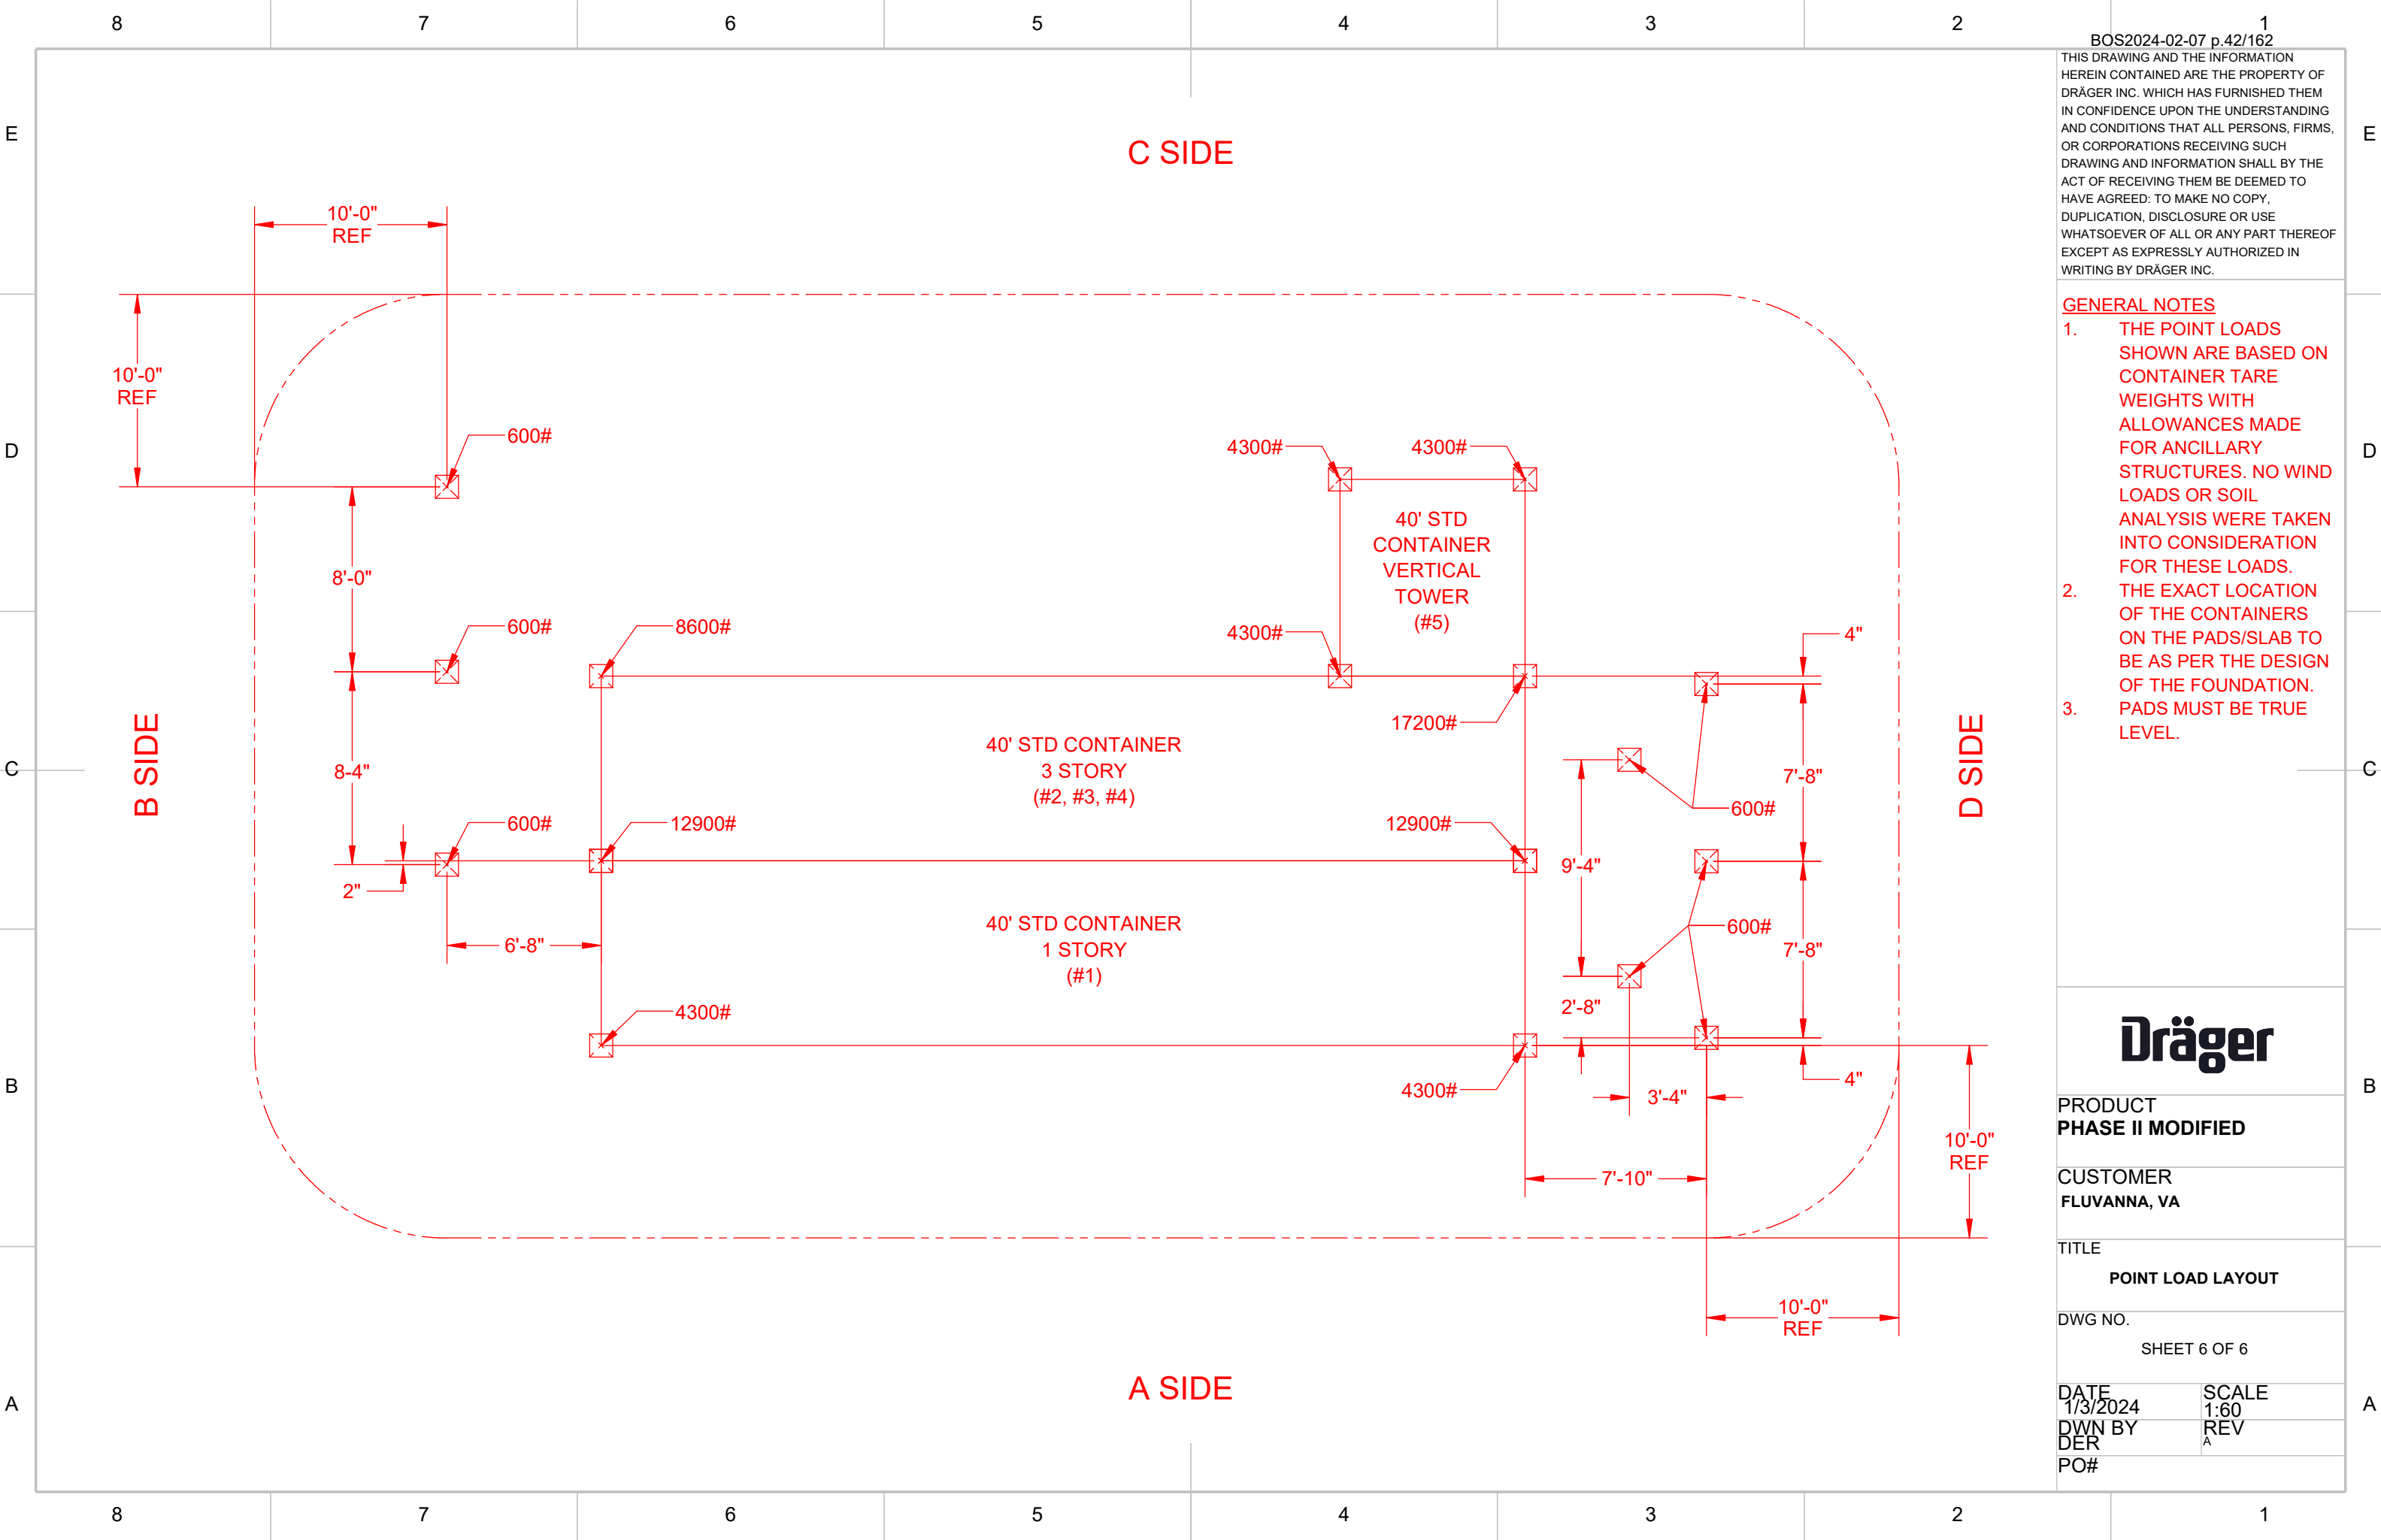 8 7 6 5 4 3 2 1
BOS2024-02-07 p.42/162
THIS DRAWING AND THE INFORMATION
HEREIN CONTAINED ARE THE PROPERTY OF
DRÄGER INC. WHICH HAS FURNISHED THEM
IN CONFIDENCE UPON THE UNDERSTANDING
AND CONDITIONS THAT ALL PERSONS, FIRMS,
OR CORPORATIONS RECEIVING SUCH
DRAWING AND INFORMATION SHALL BY THE
ACT OF RECEIVING THEM BE DEEMED TO
HAVE AGREED: TO MAKE NO COPY,
DUPLICATION, DISCLOSURE OR USE
WHATSOEVER OF ALL OR ANY PART THEREOF
EXCEPT AS EXPRESSLY AUTHORIZED IN
WRITING BY DRÄGER INC.
E
E
C SIDE
10'-0"
REF
10'-0"
REF
D
D
600#
4300#
4300#
40' STD
CONTAINER
VERTICAL
TOWER
(#5)
8'-0"
600#
8600#
4300#
4"
17200#
B SIDE
D SIDE
C
C
40' STD CONTAINER
3 STORY
(#2, #3, #4)
8-4"
7'-8"
600#
600#
12900#
12900#
9'-4"
2"
40' STD CONTAINER
1 STORY
(#1)
600#
6'-8"
7'-8"
4300#
2'-8"
4300#
4"
3'-4"
B
B
10'-0"
REF
7'-10"
10'-0"
REF
A SIDE
A
A
GENERAL NOTES
1. THE POINT LOADS
SHOWN ARE BASED ON
CONTAINER TARE
WEIGHTS WITH
ALLOWANCES MADE
FOR ANCILLARY
STRUCTURES. NO WIND
LOADS OR SOIL
ANALYSIS WERE TAKEN
INTO CONSIDERATION
FOR THESE LOADS.
2. THE EXACT LOCATION
OF THE CONTAINERS
ON THE PADS/SLAB TO
BE AS PER THE DESIGN
OF THE FOUNDATION.
3. PADS MUST BE TRUE
LEVEL.
Dräger
PRODUCT
PHASE II MODIFIED
CUSTOMER
FLUVANNA, VA
TITLE
POINT LOAD LAYOUT
DWG NO.
SHEET 6 OF 6
DATE
1/3/2024
SCALE
1:60
DWN BY
DER
REV
A
PO#
8 7 6 5 4 3 2 1